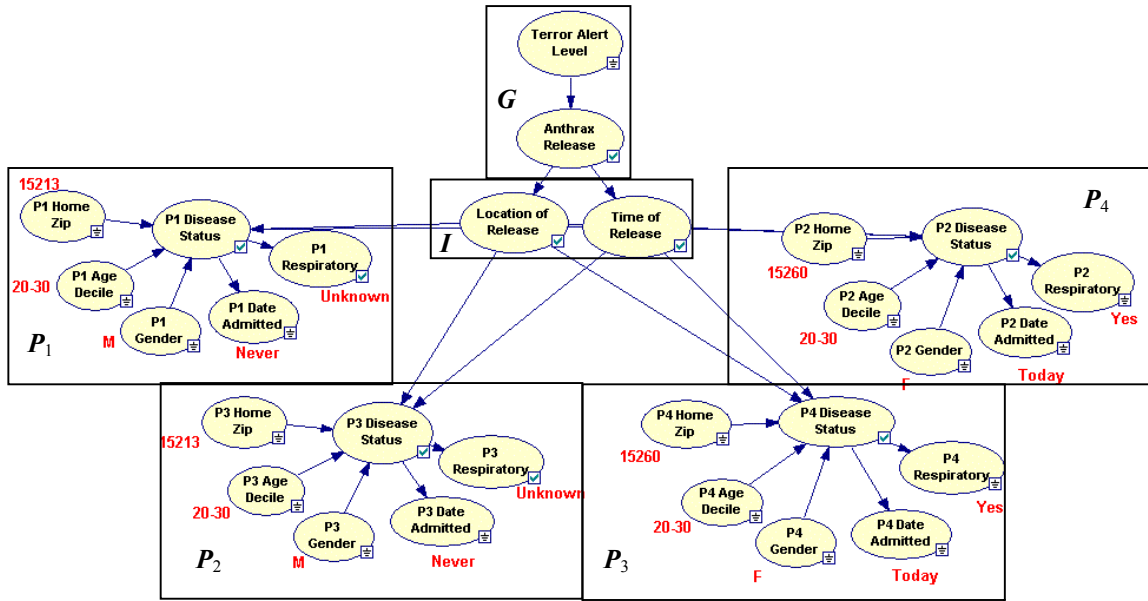 Terror Alert
Level
G
Anthrax
Release
Location of
Release
Time of
Release
I
15213
P1 Home
Zip
P1 Disease
Status
P1
Respiratory
Unknown
P1 Age
Decile
20-30
P1
Gender
M
P1 Date
Admitted
Never
P1
P4
P2 Home
Zip
15260
P2 Disease
Status
P2
Respiratory
Yes
P2 Age
Decile
20-30
P2 Gender
F
P2 Date
Admitted
Today
P3 Home
Zip
15213
P3 Disease
Status
P3
Respiratory
Unknown
P3 Age
Decile
20-30
P3
Gender
M
P3 Date
Admitted
Never
P2
P4 Home
Zip
15260
P4 Disease
Status
P4
Respiratory
Yes
P4 Age
Decile
20-30
P4
Gender
F
P4 Date
Admitted
Today
P3